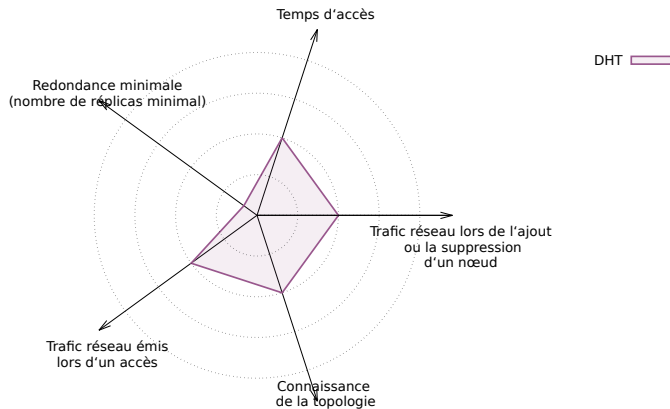 Temps d'accès
DHT
Redondance minimale
(nombre de réplicas minimal)
Trafic réseau lors de l'ajout
ou la suppression
d'un nœud
Trafic réseau émis
lors d'un accès
Connaissance
de la topologie